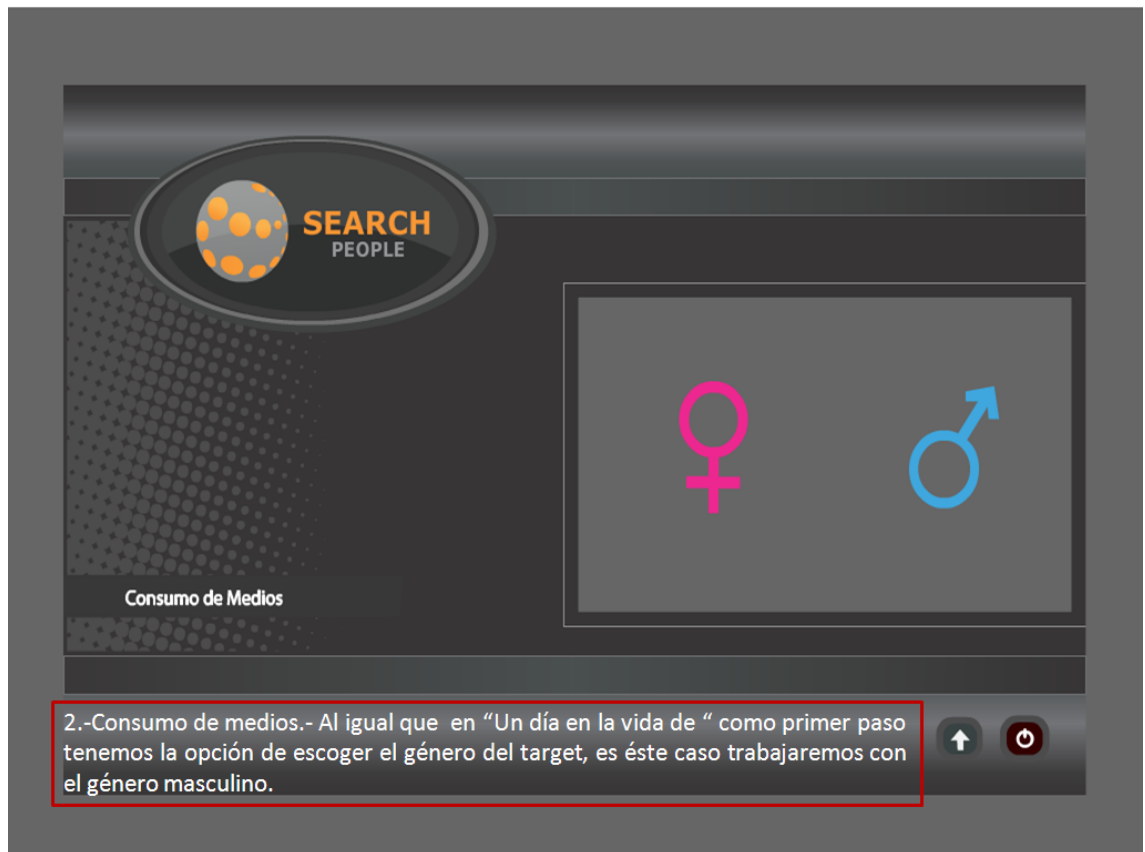 SEARCH
PEOPLE
Consumo de Medios
2.-Consumo de medios.- Al igual que en “Un día en la vida de “ como primer paso
tenemos la opción de escoger el género del target, es éste caso trabajaremos con
el género masculino.